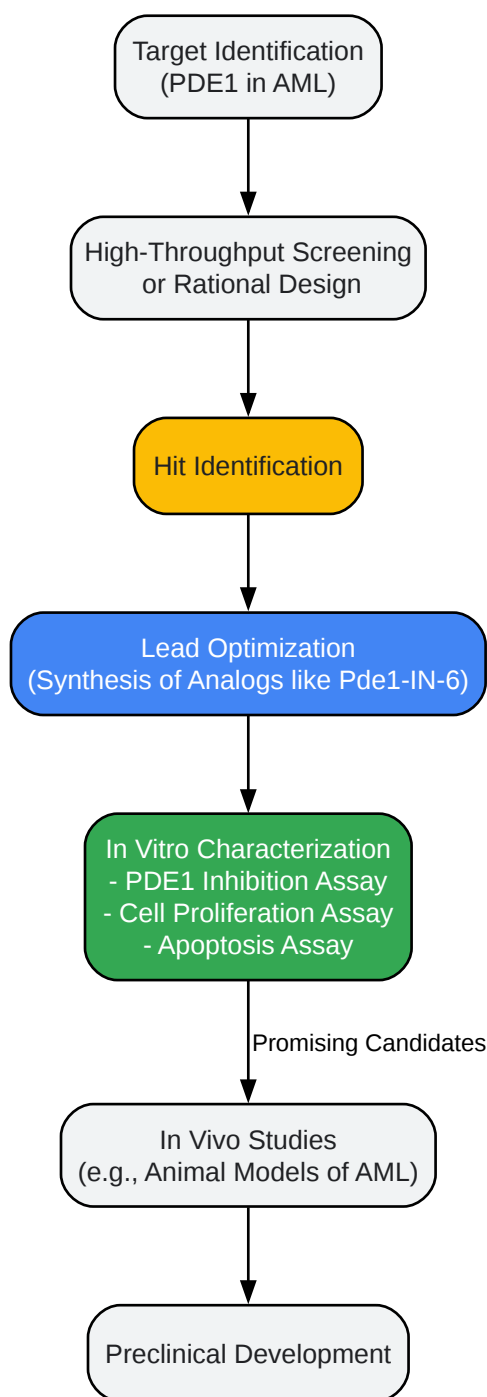 Target Identification
(PDE1 in AML)
High-Throughput Screening
or Rational Design
Hit Identification
Lead Optimization
(Synthesis of Analogs like Pde1-IN-6)
In Vitro Characterization
- PDE1 Inhibition Assay
- Cell Proliferation Assay
- Apoptosis Assay
Promising Candidates
In Vivo Studies
(e.g., Animal Models of AML)
Preclinical Development